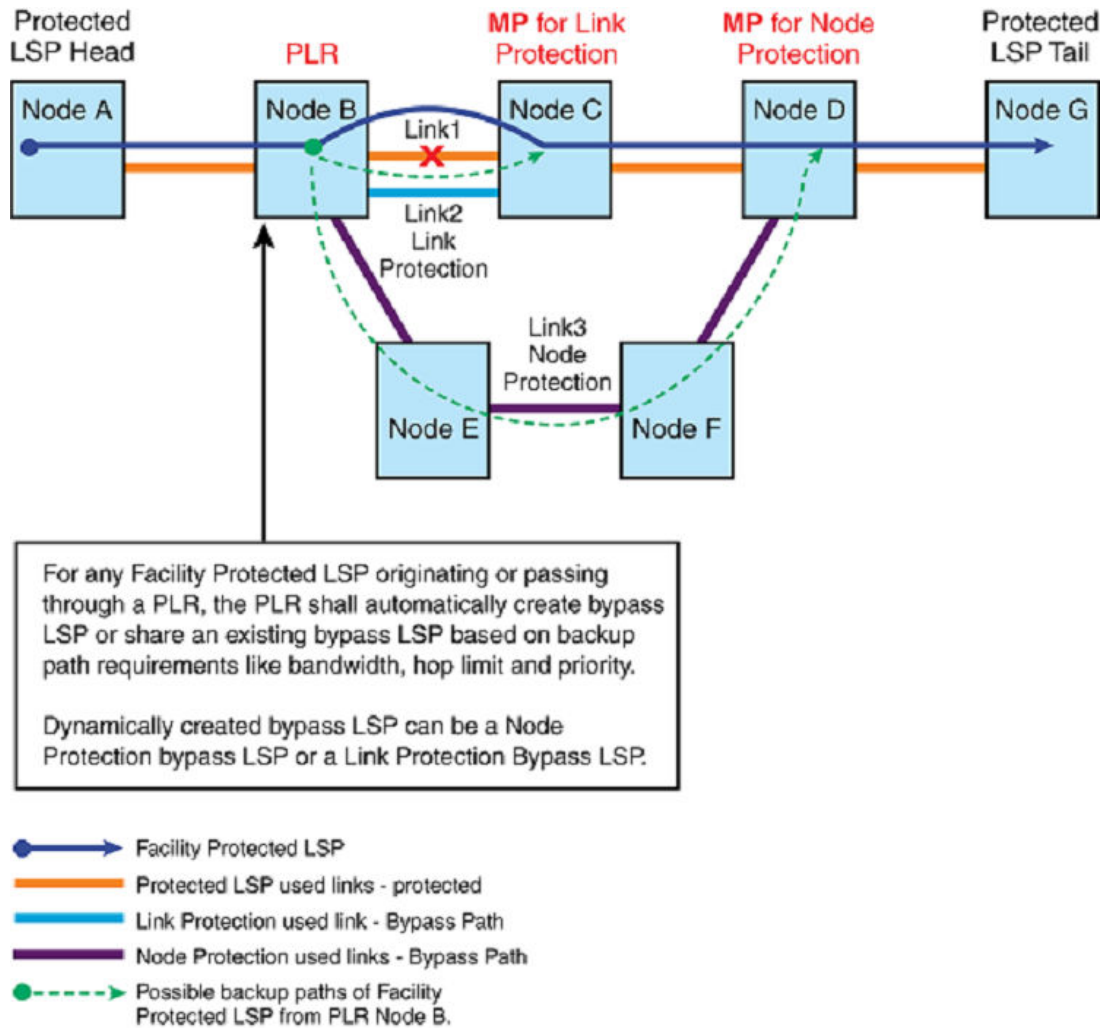 Protected
LSP Head
PLR
MP for Link
Protection
MP for Node
Protection
Protected
LSP Tail
Node A
Node B
Link1
Node C
Node D
Node G
Link2
Link
Protection
Link3
Node
Protection
Node E
Node F
For any Facility Protected LSP originating or passing
through a PLR, the PLR shall automatically create bypass
LSP or share an existing bypass LSP based on backup
path requirements like bandwidth, hop limit and priority.
Dynamically created bypass LSP can be a Node
Protection bypass LSP or a Link Protection Bypass LSP.
Facility Protected LSP
Protected LSP used links - protected
Link Protection used link - Bypass Path
Node Protection used links - Bypass Path
Possible backup paths of Facility
Protected LSP from PLR Node B.